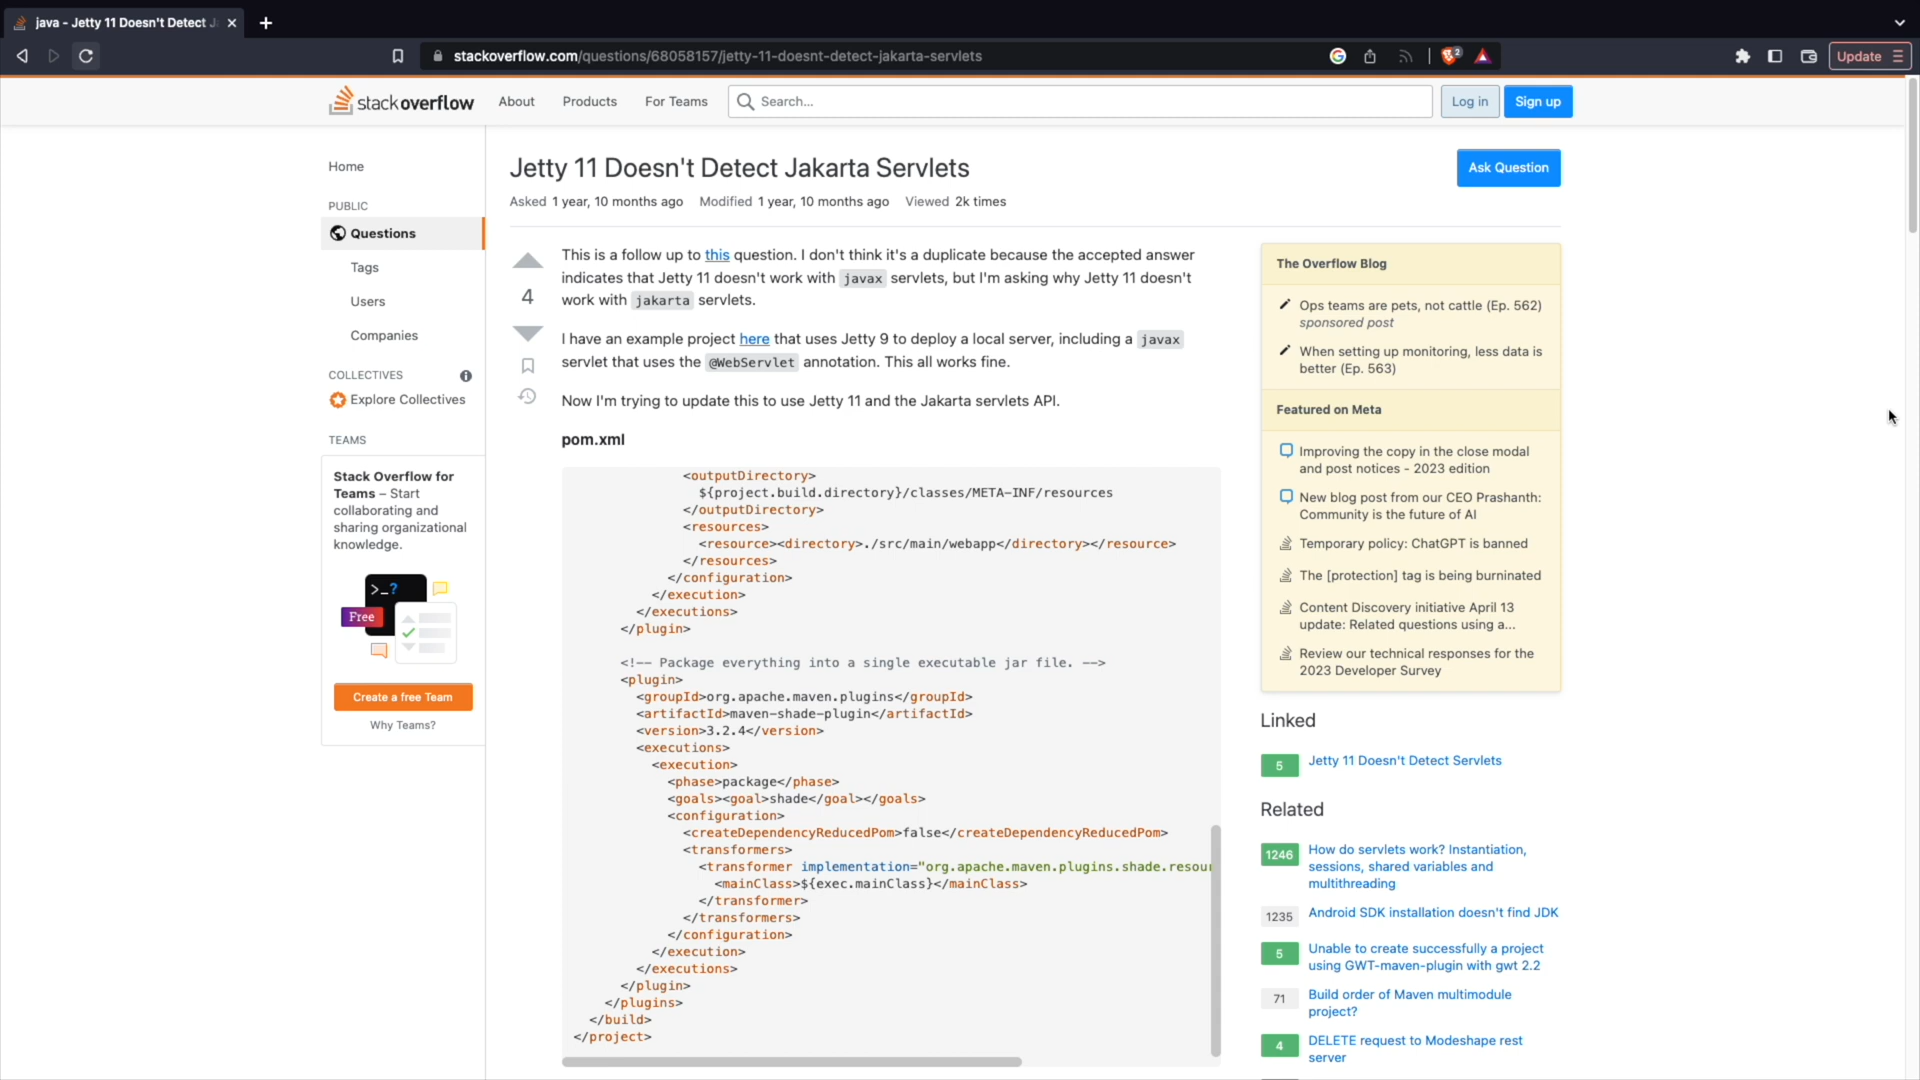 java - Jetty 11 Doesn't Detect J
stackoverflow.com/questions/68058157/jetty-11-doesnt-detect-jakarta-servlets
2
Update
stackoverflow
About
Products
For Teams
Search...
Log in
Sign up
Home
PUBLIC
Questions
Tags
Users
Companies
COLLECTIVES
Explore Collectives
TEAMS
Stack Overflow for
Teams – Start
collaborating and
sharing organizational
knowledge.
>_?
Free
Create a free Team
Why Teams?
Jetty 11 Doesn't Detect Jakarta Servlets
Ask Question
Asked 1 year, 10 months ago Modified 1 year, 10 months ago Viewed 2k times
4
This is a follow up to this question. I don't think it's a duplicate because the accepted answer
indicates that Jetty 11 doesn't work with javax servlets, but I'm asking why Jetty 11 doesn't
work with jakarta servlets.
I have an example project here that uses Jetty 9 to deploy a local server, including a javax
servlet that uses the @WebServlet annotation. This all works fine.
Now I'm trying to update this to use Jetty 11 and the Jakarta servlets API.
pom.xml
<outputDirectory>
${project.build.directory}/classes/META-INF/resources
</outputDirectory>
<resources>
<resource><directory>./src/main/webapp</directory></resource>
</resources>
</configuration>
</execution>
</executions>
</plugin>
<!-- Package everything into a single executable jar file. -->
<plugin>
<groupId>org.apache.maven.plugins</groupId>
<artifactId>maven-shade-plugin</artifactId>
<version>3.2.4</version>
<executions>
<execution>
<phase>package</phase>
<goals><goal>shade</goal></goals>
<configuration>
<createDependencyReducedPom>false</createDependencyReducedPom>
<transformers>
<transformer implementation="org.apache.maven.plugins.shade.resour
<mainClass>${exec.mainClass}</mainClass>
</transformer>
</transformers>
</configuration>
</execution>
</executions>
</plugin>
</plugins>
</build>
</project>
The Overflow Blog
Ops teams are pets, not cattle (Ep. 562)
sponsored post
When setting up monitoring, less data is
better (Ep. 563)
Featured on Meta
Improving the copy in the close modal
and post notices - 2023 edition
New blog post from our CEO Prashanth:
Community is the future of AI
Temporary policy: ChatGPT is banned
The [protection] tag is being burninated
Content Discovery initiative April 13
update: Related questions using a...
Review our technical responses for the
2023 Developer Survey
Linked
5 Jetty 11 Doesn't Detect Servlets
Related
1246 How do servlets work? Instantiation,
sessions, shared variables and
multithreading
1235 Android SDK installation doesn't find JDK
5 Unable to create successfully a project
using GWT-maven-plugin with gwt 2.2
71 Build order of Maven multimodule
project?
4 DELETE request to Modeshape rest
server